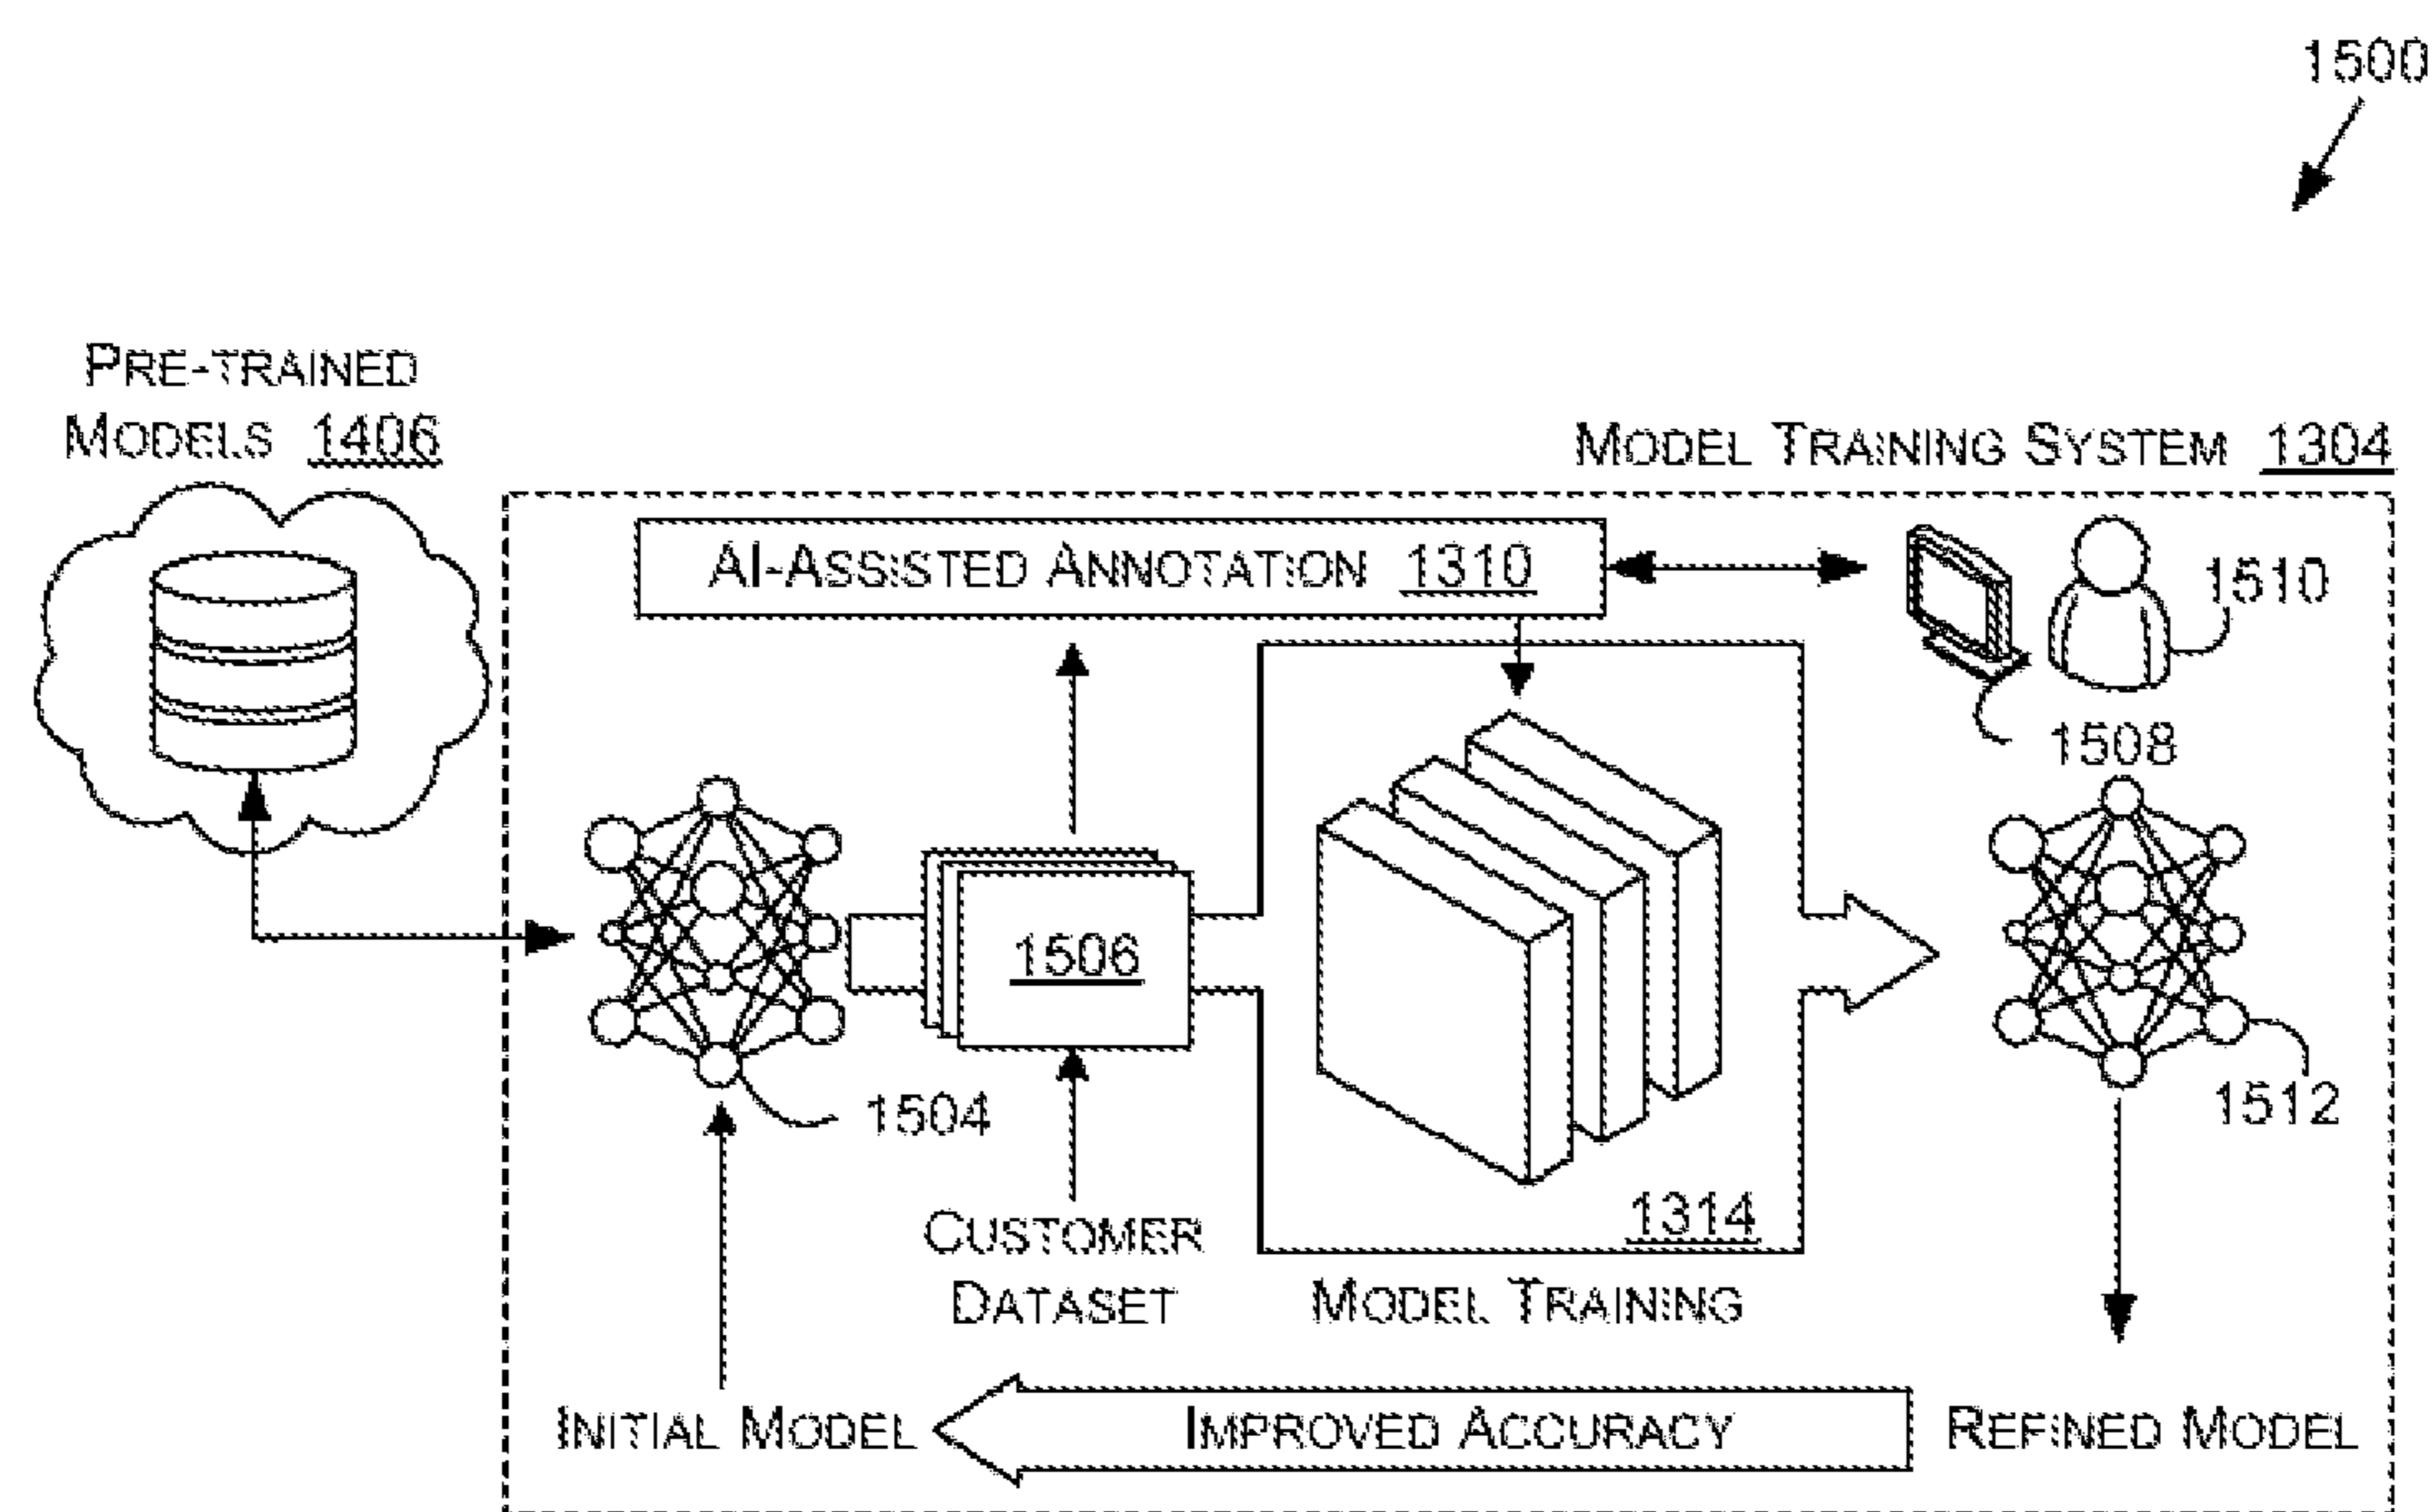 1500
PRE-TRAINED
MODELS 1406
MODEL TRAINING SYSTEM 1304
AI-ASSISTED ANNOTATION 1310
1510
1508
1506
1504
1512
1314
CUSTOMER
DATASET
MODEL TRAINING
INITIAL MODEL
IMPROVED ACCURACY
REFINED MODEL